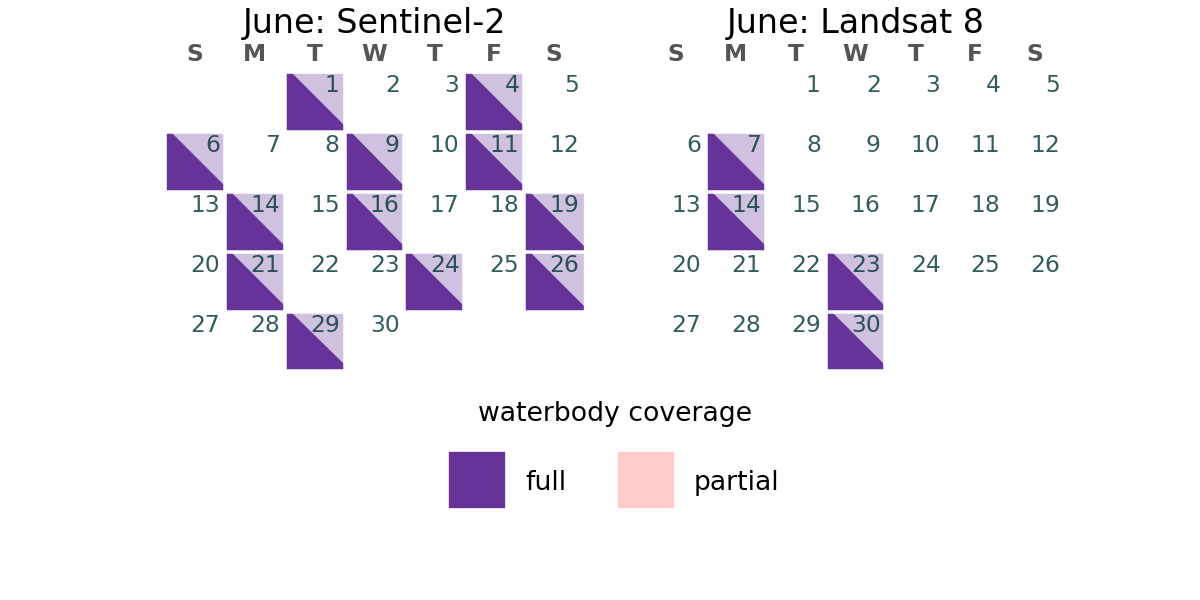 June: Sentinel-2
S M T W T F S
1 2 3 4 5
6 7 8 9 10 11 12
13 14 15 16 17 18 19
20 21 22 23 24 25 26
27 28 29 30
June: Landsat 8
S M T W T F S
1 2 3 4 5
6 7 8 9 10 11 12
13 14 15 16 17 18 19
20 21 22 23 24 25 26
27 28 29 30
waterbody coverage
full partial